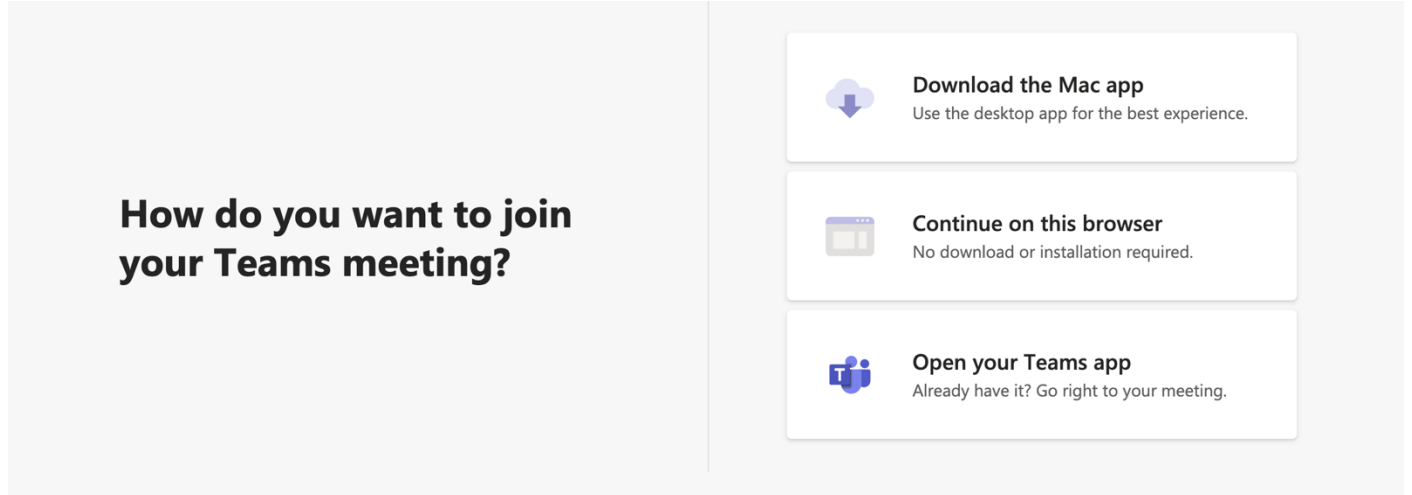 How do you want to join
your Teams meeting?
Download the Mac app
Use the desktop app for the best experience.
Continue on this browser
No download or installation required.
T
Open your Teams app
Already have it? Go right to your meeting.